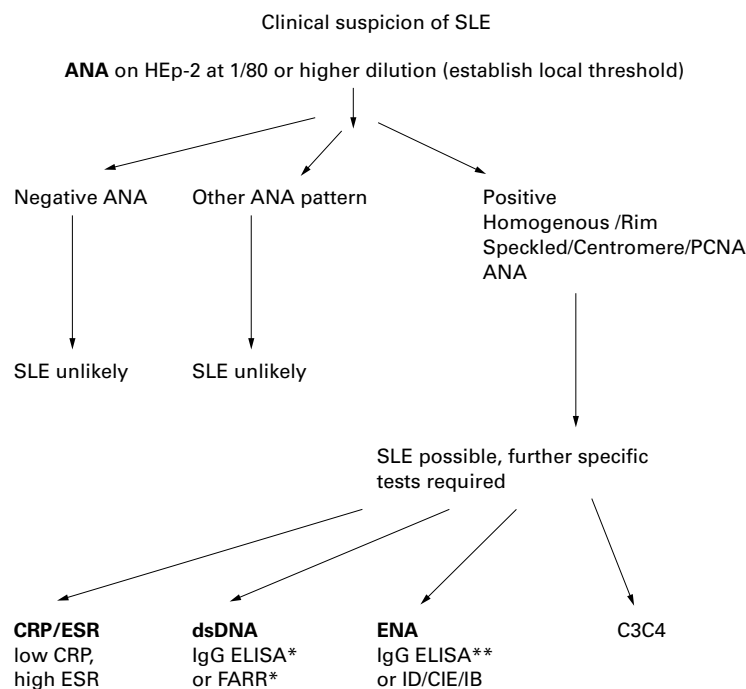 Clinical suspicion of SLE
ANA on HEp-2 at 1/80 or higher dilution (establish local threshold)
Negative ANA
Other ANA pattern
Positive
Homogenous /Rim
Speckled/Centromere/PCNA
ANA
SLE unlikely
SLE unlikely
SLE possible, further specific
tests required
CRP/ESR
low CRP,
high ESR
dsDNA
IgG ELISA*
or FARR*
ENA
IgG ELISA**
or ID/CIE/IB
C3C4